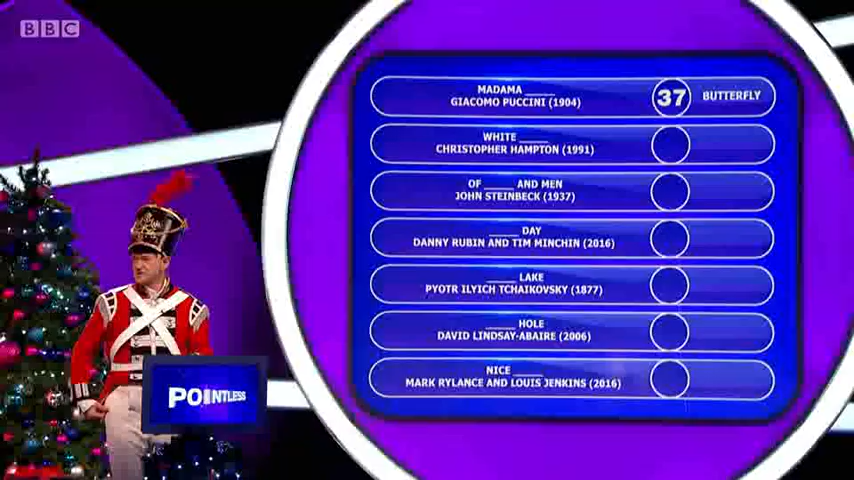 BBC
MADAMA _____
GIACOMO PUCCINI (1904)
37
BUTTERFLY
WHITE _____
CHRISTOPHER HAMPTON (1991)
OF _____ AND MEN
JOHN STEINBECK (1937)
_____ DAY
DANNY RUBIN AND TIM MINCHIN (2016)
_____ LAKE
PYOTR ILYICH TCHAIKOVSKY (1877)
_____ HOLE
DAVID LINDSAY-ABAIRE (2006)
NICE _____
MARK RYLANCE AND LOUIS JENKINS (2016)
POINTLESS